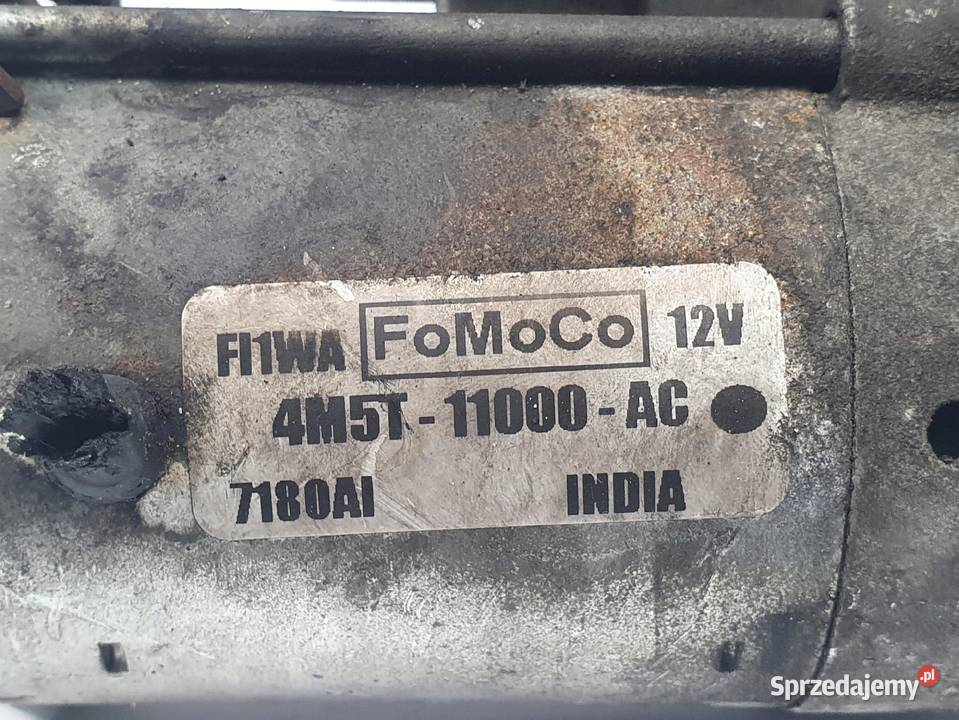 FI1WA FoMoCo 12V
4M5T - 11000 - AC
7180AI INDIA
Sprzedajemy.pl